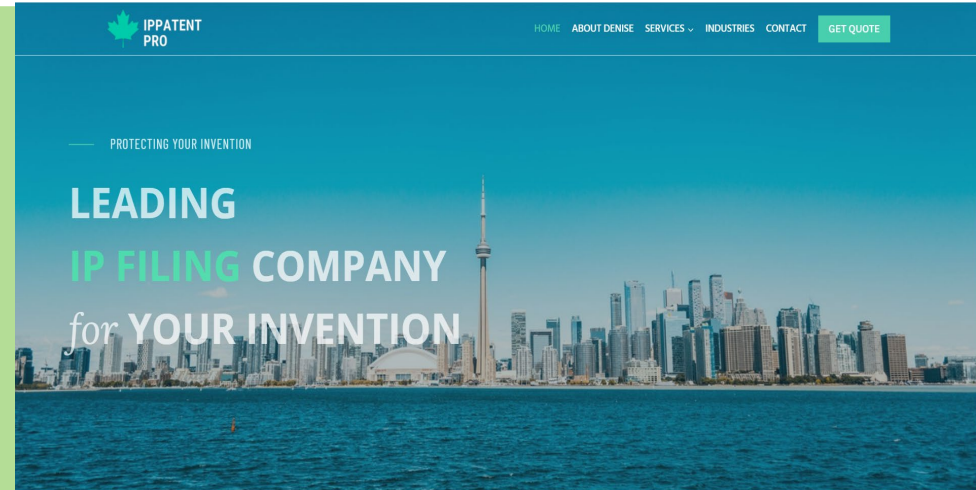 IPPATENT
PRO
HOME ABOUT DENISE SERVICES INDUSTRIES CONTACT GET QUOTE
PROTECTING YOUR INVENTION
LEADING
IP FILING COMPANY
for YOUR INVENTION